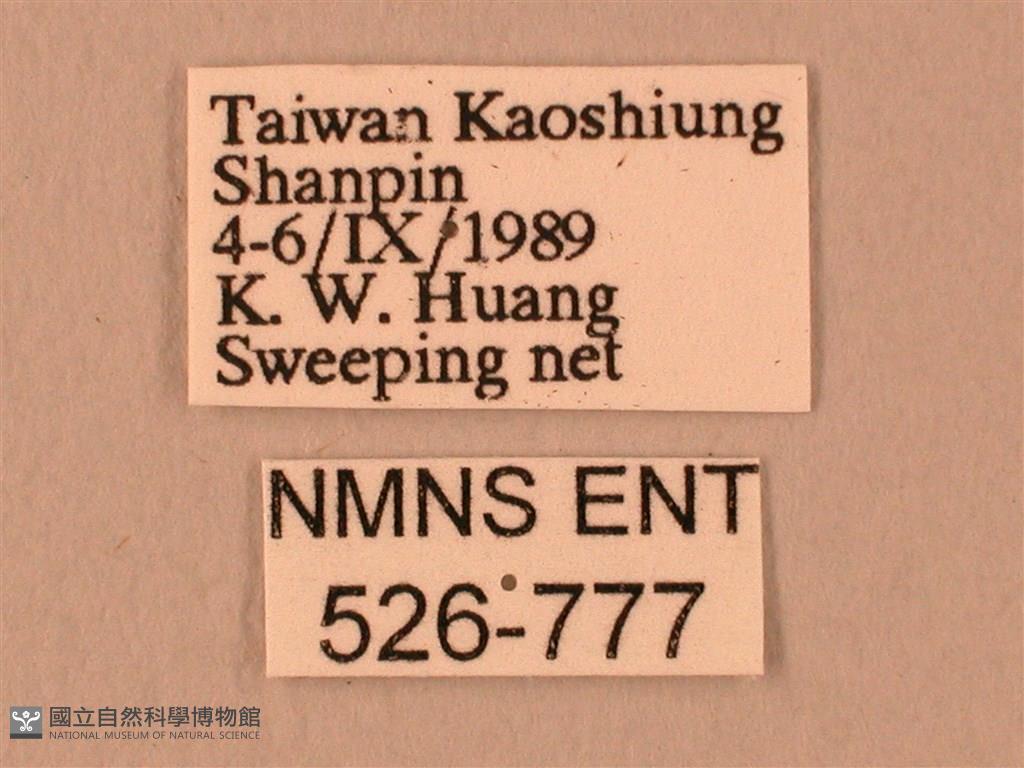 Taiwan Kaoshiung
Shanpin
4-6/IX/1989
K. W. Huang
Sweeping net
NMNS ENT
526-777
國立自然科學博物館
NATIONAL MUSEUM OF NATURAL SCIENCE